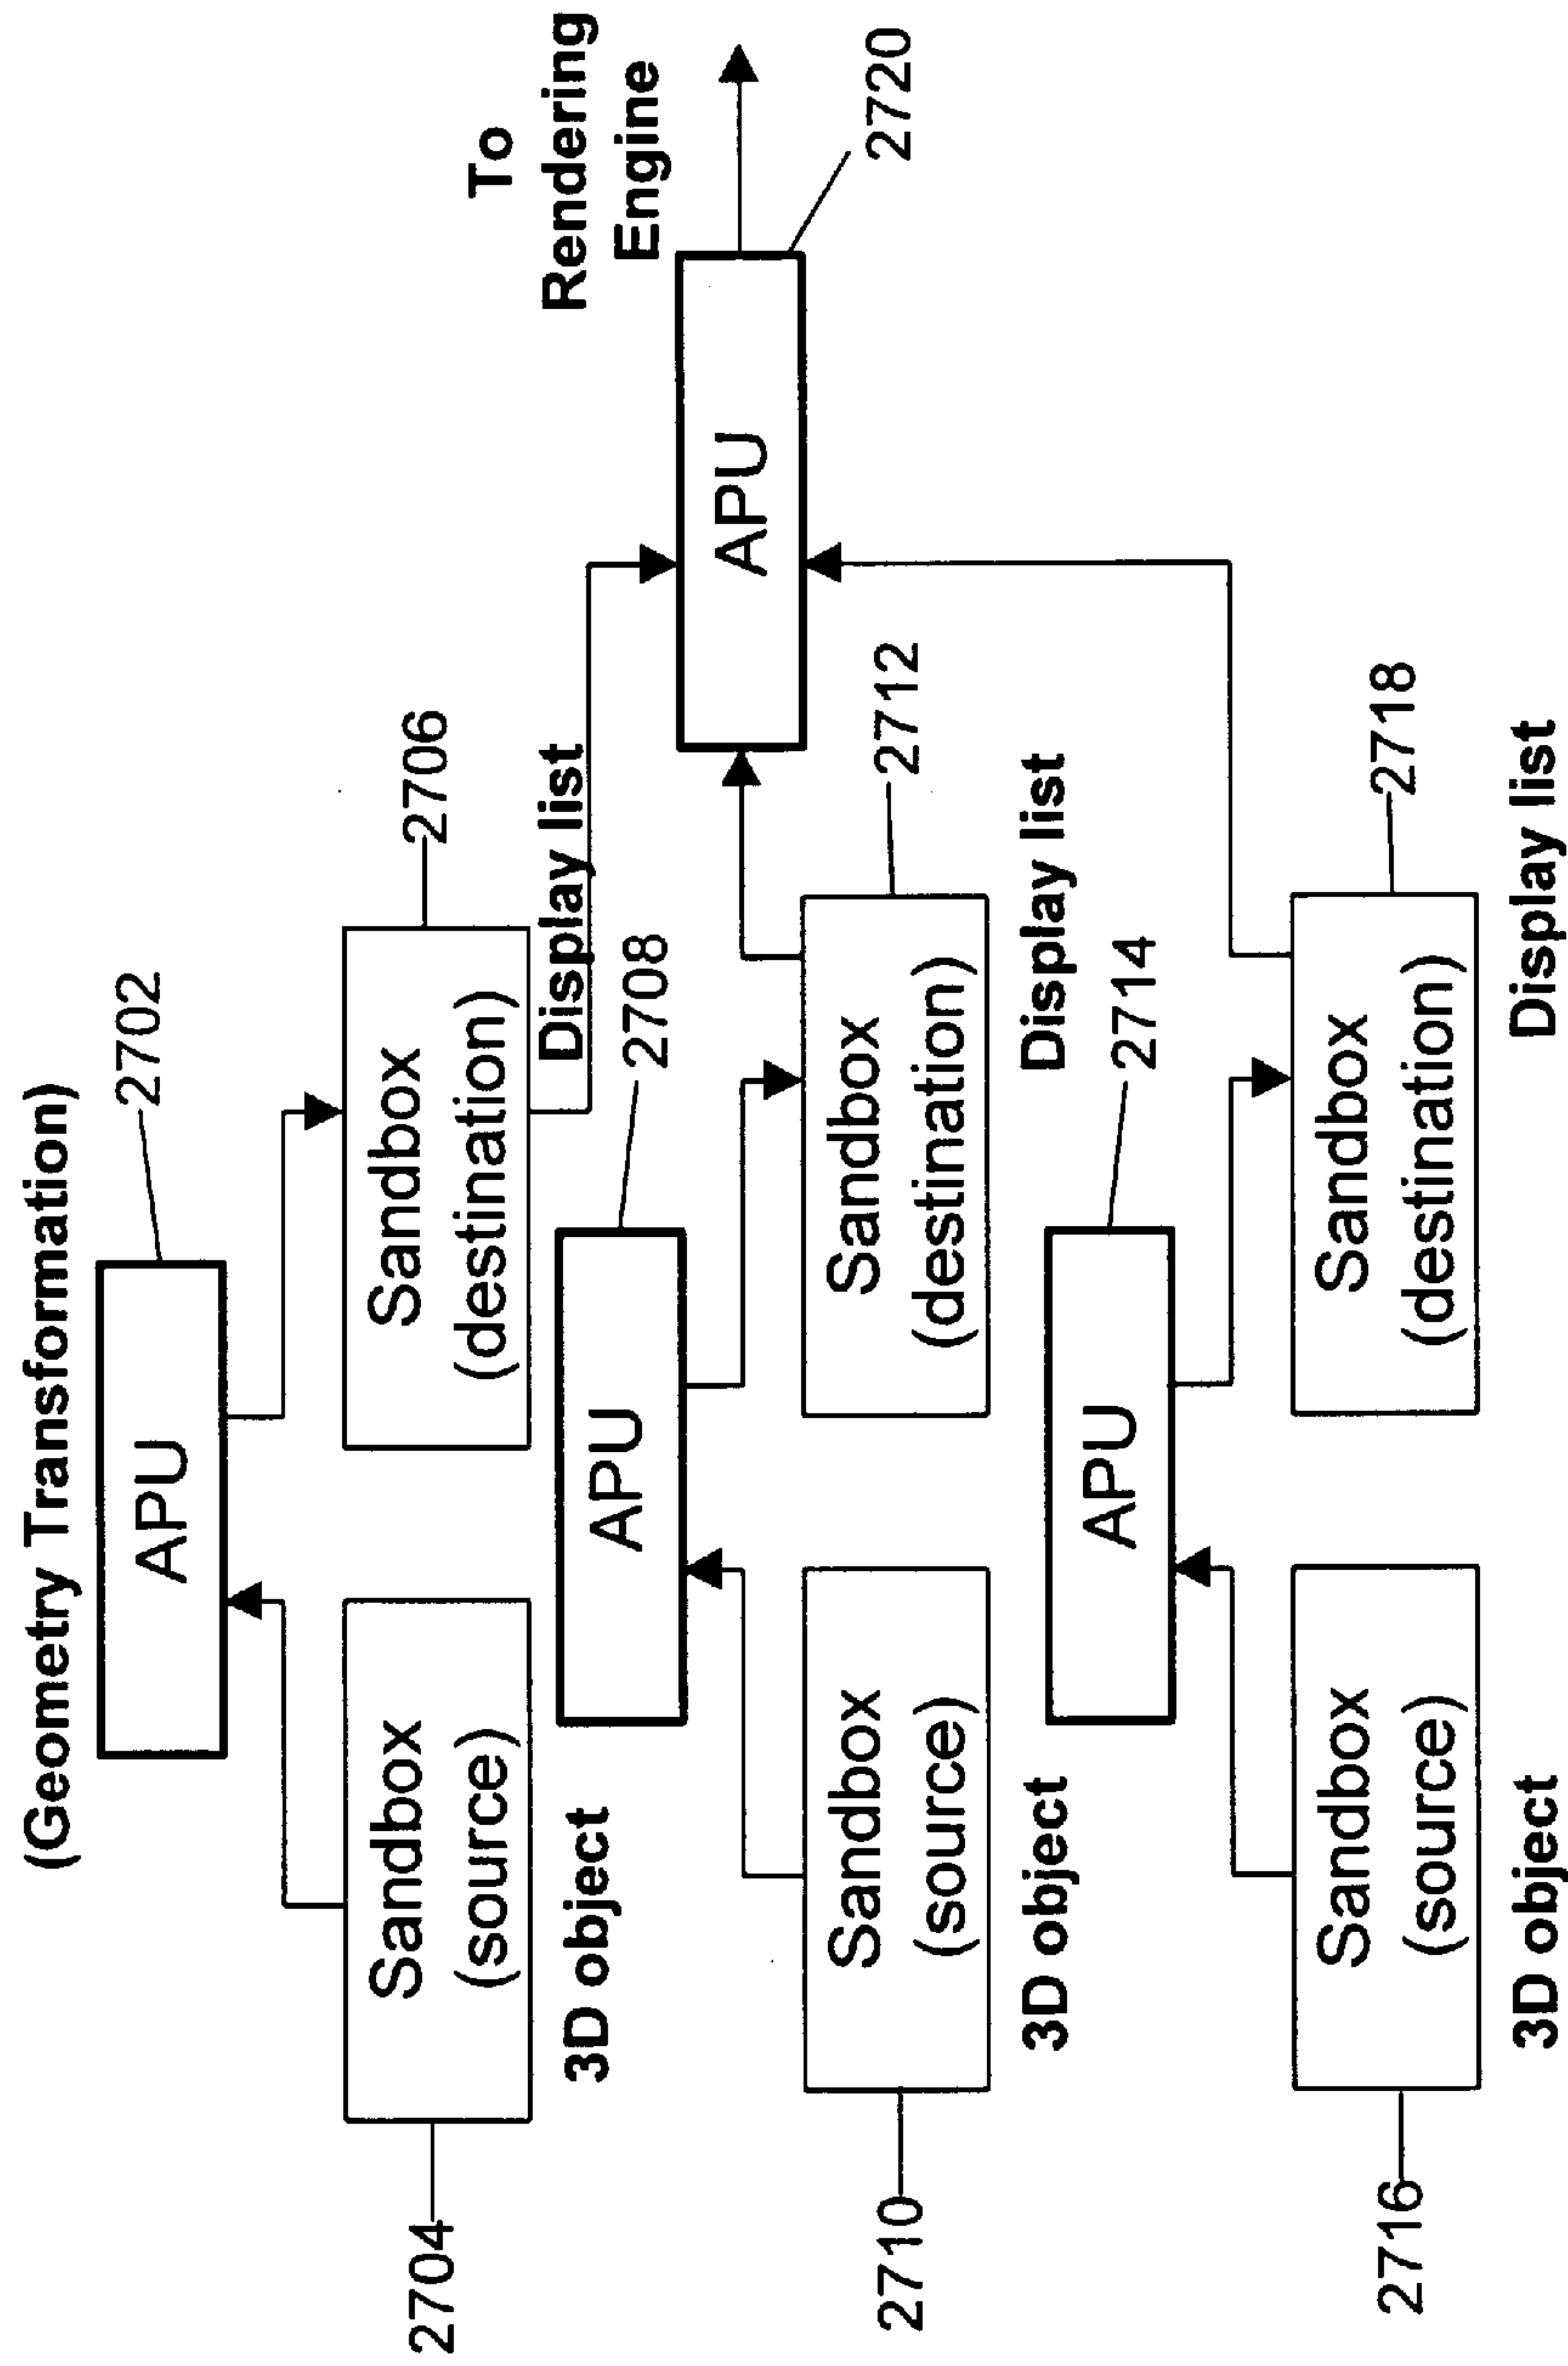 (Geometry Transformation)
APU
2702
Sandbox
(source)
2704
3D object
Sandbox
(destination)
2706
Display list
To
Rendering
Engine
APU
2708
Sandbox
(source)
2710
3D object
Sandbox
(destination)
2712
Display list
APU
2720
APU
2714
Sandbox
(source)
2716
3D object
Sandbox
(destination)
2718
Display list